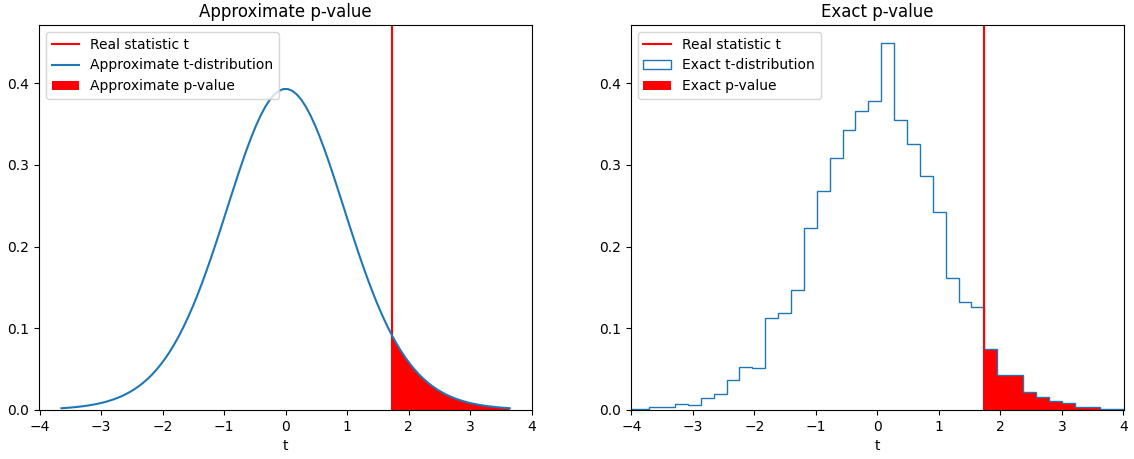 Approximate p-value
Real statistic t
Approximate t-distribution
Approximate p-value
0.4
0.3
0.2
0.1
0.0
−4 −3 −2 −1 0 1 2 3 4
t
Exact p-value
Real statistic t
Exact t-distribution
Exact p-value
0.4
0.3
0.2
0.1
0.0
−4 −3 −2 −1 0 1 2 3 4
t